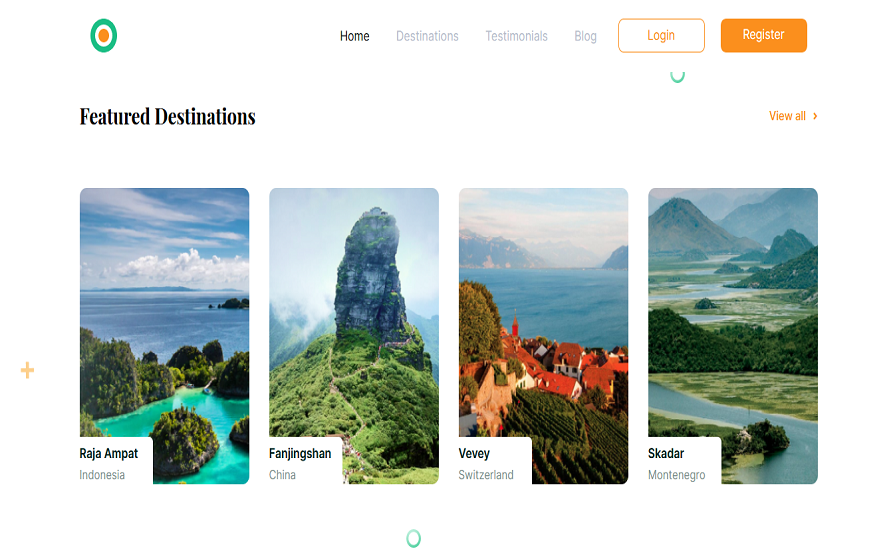 Home Destinations Testimonials Blog Login Register
Featured Destinations View all
Raja Ampat
Indonesia
Fanjingshan
China
Vevey
Switzerland
Skadar
Montenegro